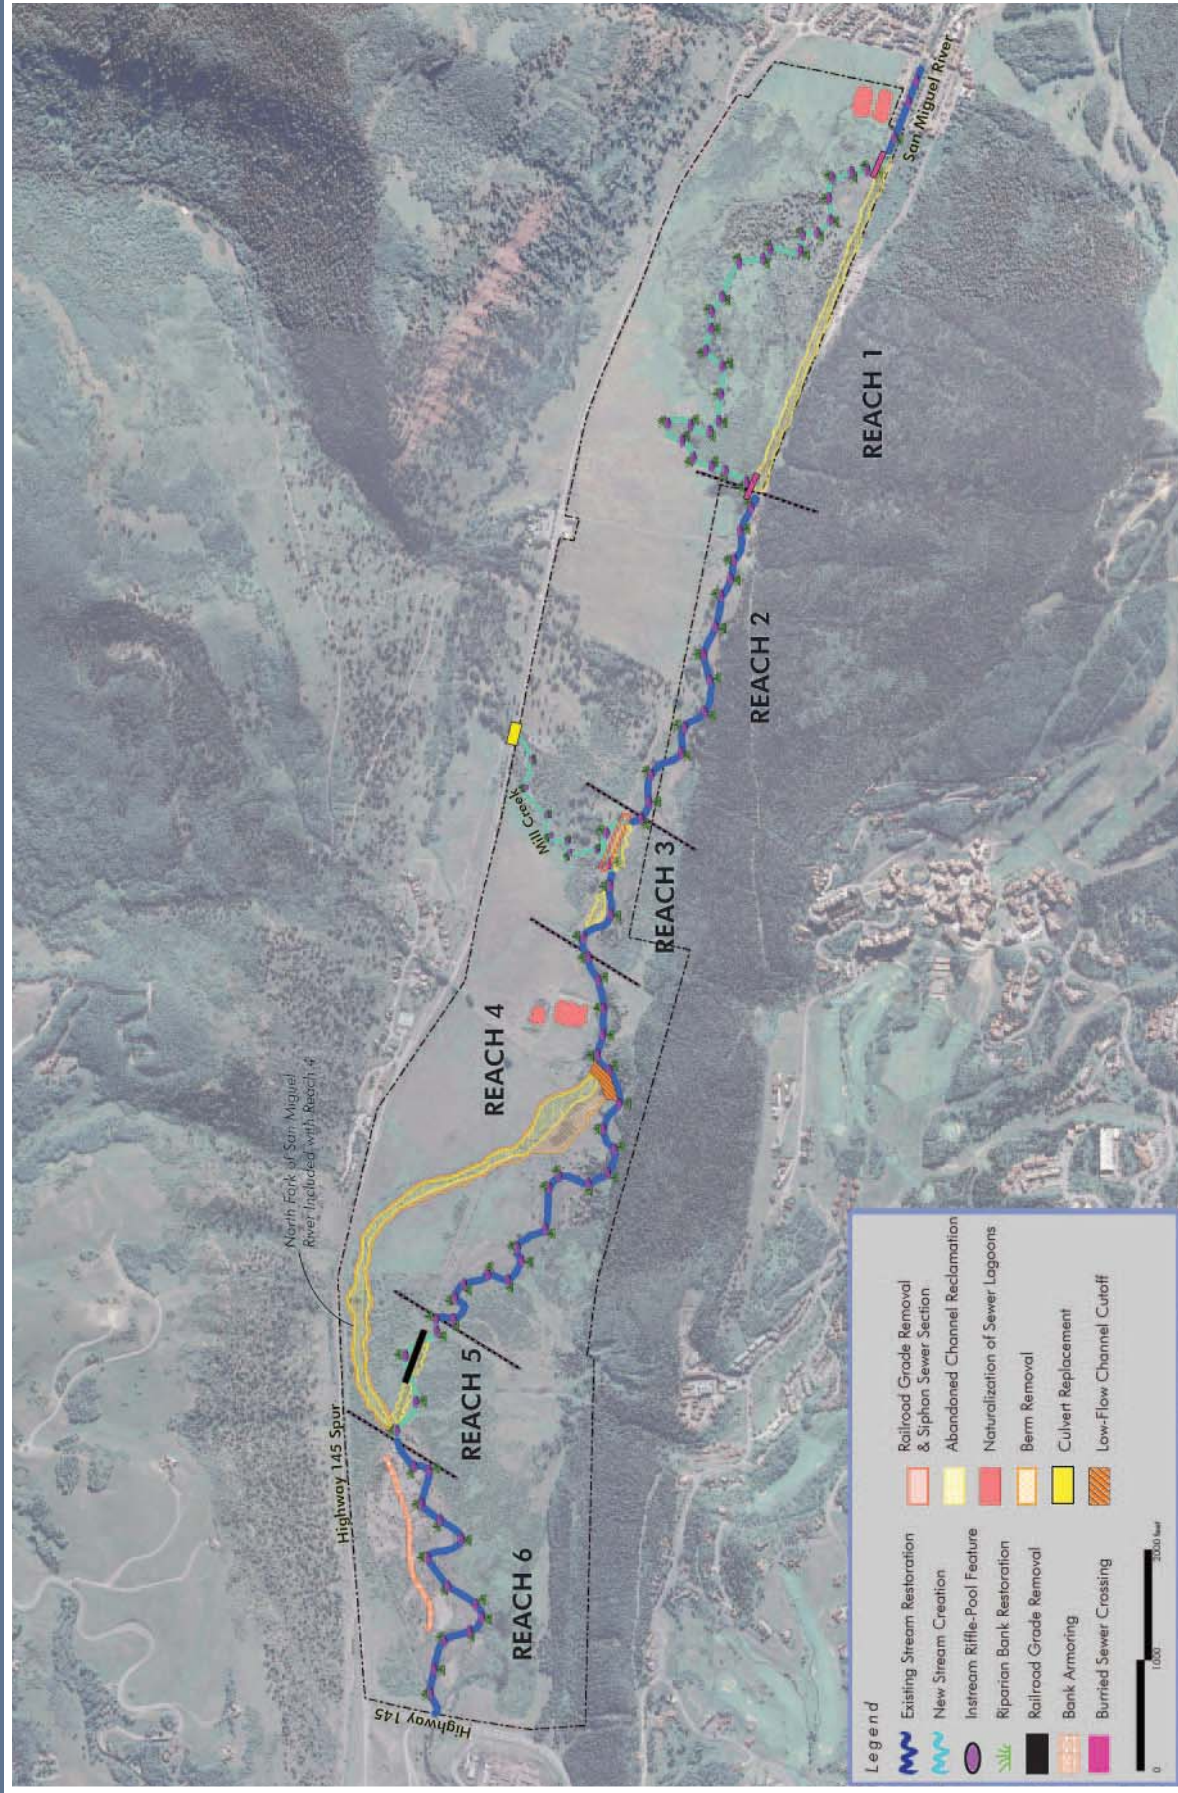 San Miguel River
REACH 1
REACH 2
Mill Creek
REACH 3
REACH 4
North Fork of San Miguel
River Included with Reach 4
REACH 5
Highway 145 Spur
REACH 6
Highway 145
Legend
Existing Stream Restoration
New Stream Creation
Instream Riffle-Pool Feature
Riparian Bank Restoration
Railroad Grade Removal
Bank Armoring
Burried Sewer Crossing
Railroad Grade Removal
& Siphon Sewer Section
Abandoned Channel Reclamation
Naturalization of Sewer Lagoons
Berm Removal
Culvert Replacement
Low-Flow Channel Cutoff
0 1000 2000 feet